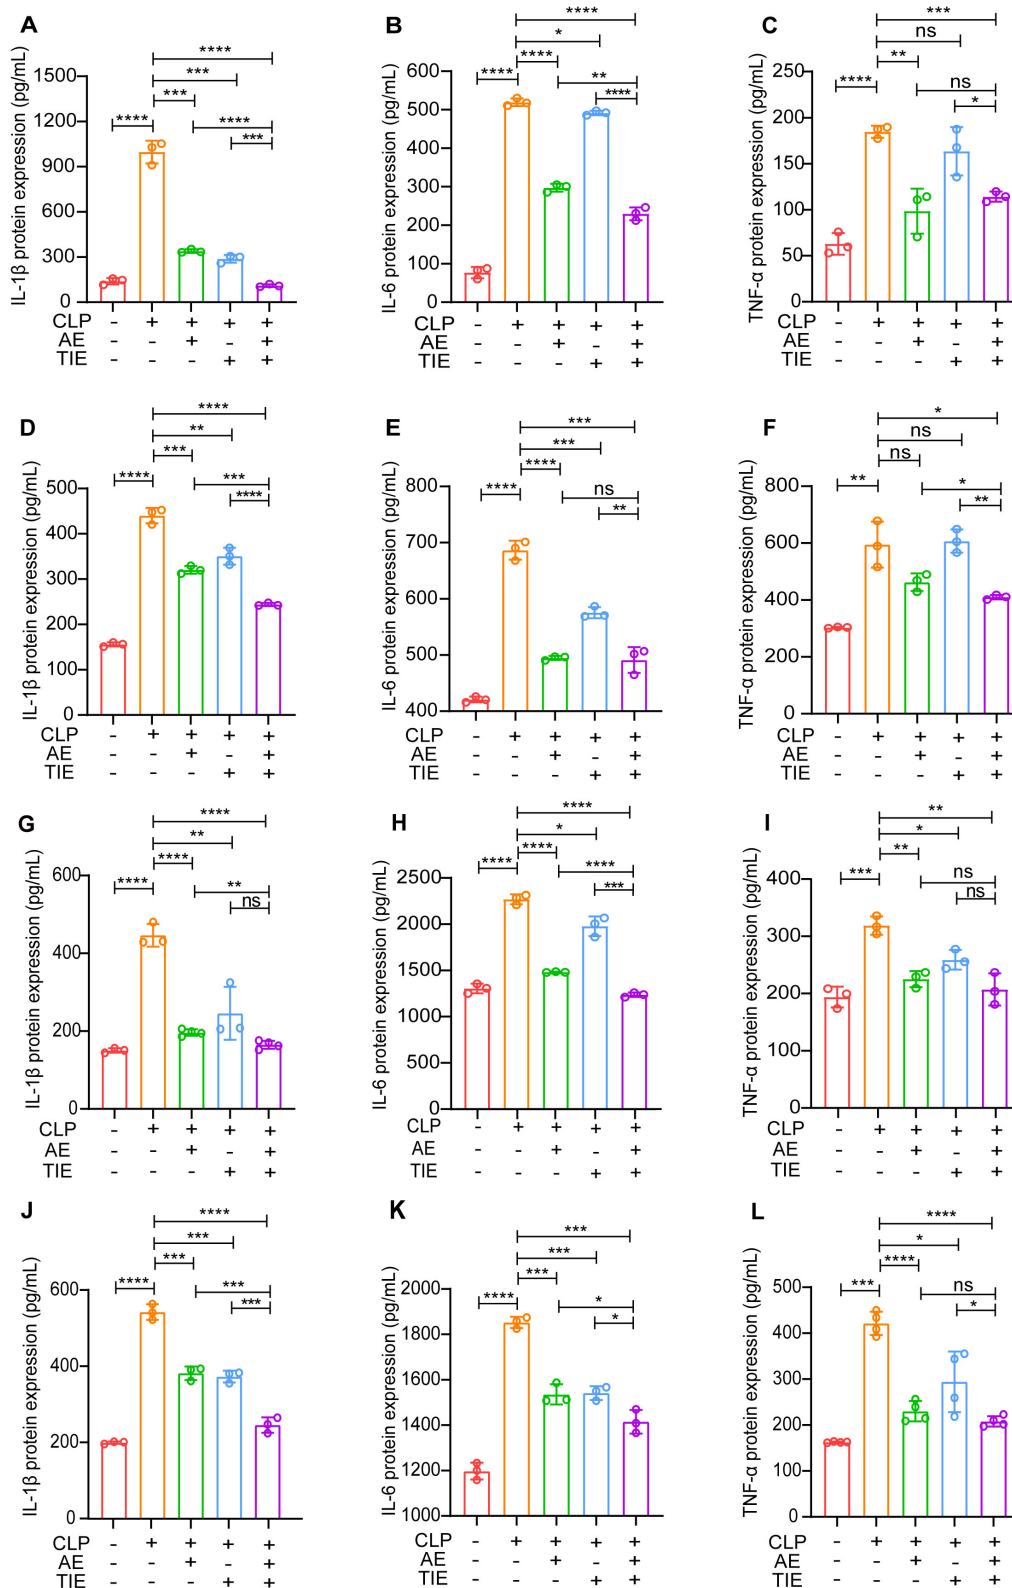 A
****
***
***
****
****
***
IL-1β protein expression (pg/mL)
1500
1200
900
600
300
0
CLP - + + + +
AE - - + - +
TIE - - - + +
B
****
*
****
****
**
****
IL-6 protein expression (pg/mL)
600
500
400
300
200
100
0
CLP - + + + +
AE - - + - +
TIE - - - + +
C
***
ns
**
****
ns
*
TNF-α protein expression (pg/mL)
250
200
150
100
50
0
CLP - + + + +
AE - - + - +
TIE - - - + +
D
****
**
***
****
***
****
IL-1β protein expression (pg/mL)
500
400
300
200
100
0
CLP - + + + +
AE - - + - +
TIE - - - + +
E
***
***
****
****
ns
**
IL-6 protein expression (pg/mL)
800
700
600
500
400
CLP - + + + +
AE - - + - +
TIE - - - + +
F
*
ns
ns
**
*
**
TNF-α protein expression (pg/mL)
800
600
400
200
0
CLP - + + + +
AE - - + - +
TIE - - - + +
G
****
**
****
****
**
ns
IL-1β protein expression (pg/mL)
600
400
200
0
CLP - + + + +
AE - - + - +
TIE - - - + +
H
****
*
****
****
****
***
IL-6 protein expression (pg/mL)
2500
2000
1500
1000
500
0
CLP - + + + +
AE - - + - +
TIE - - - + +
I
**
*
**
***
ns
ns
TNF-α protein expression (pg/mL)
400
300
200
100
0
CLP - + + + +
AE - - + - +
TIE - - - + +
J
****
***
***
****
***
***
IL-1β protein expression (pg/mL)
600
400
200
0
CLP - + + + +
AE - - + - +
TIE - - - + +
K
***
***
***
****
*
*
IL-6 protein expression (pg/mL)
2000
1800
1600
1400
1200
1000
CLP - + + + +
AE - - + - +
TIE - - - + +
L
****
*
****
***
ns
*
TNF-α protein expression (pg/mL)
500
400
300
200
100
0
CLP - + + + +
AE - - + - +
TIE - - - + +